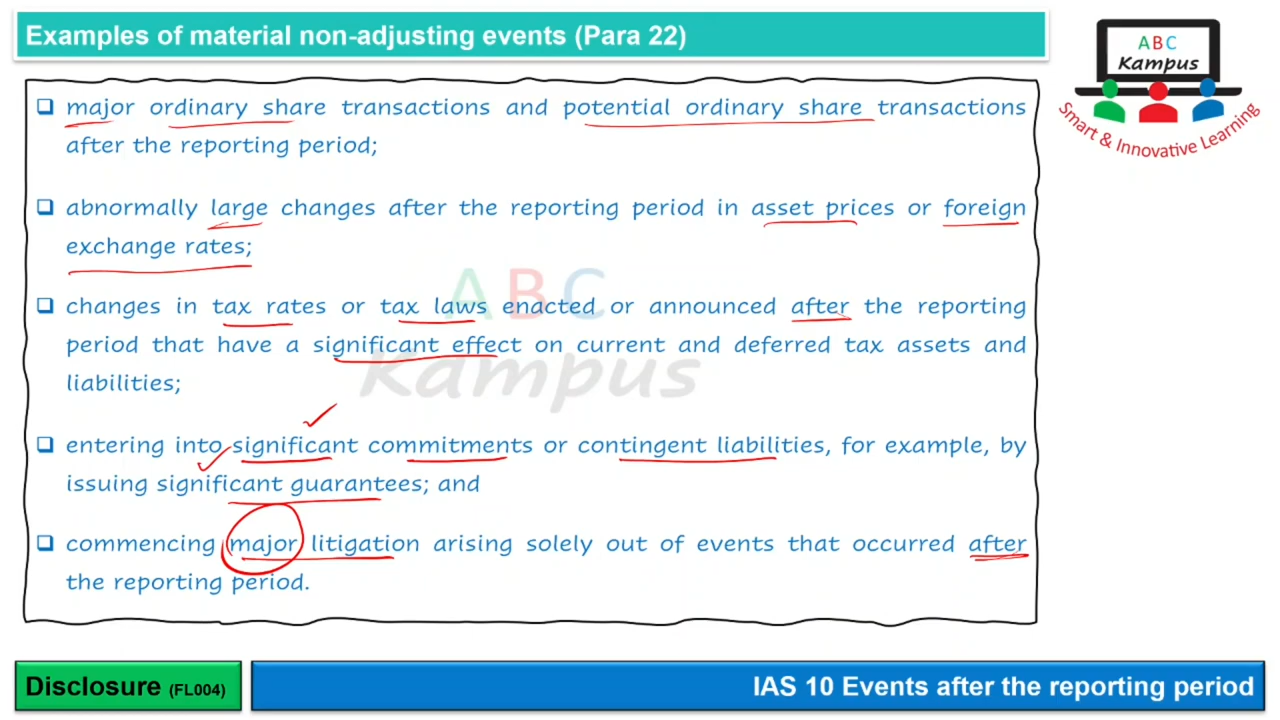 Examples of material non-adjusting events (Para 22)
A B C
Kampus
Smart & Innovative Learning
❑ major ordinary share transactions and potential ordinary share transactions
after the reporting period;
❑ abnormally large changes after the reporting period in asset prices or foreign
exchange rates;
❑ changes in tax rates or tax laws enacted or announced after the reporting
period that have a significant effect on current and deferred tax assets and
liabilities;
❑ entering into significant commitments or contingent liabilities, for example, by
issuing significant guarantees; and
❑ commencing major litigation arising solely out of events that occurred after
the reporting period.
ABC
Kampus
Disclosure (FL004)
IAS 10 Events after the reporting period